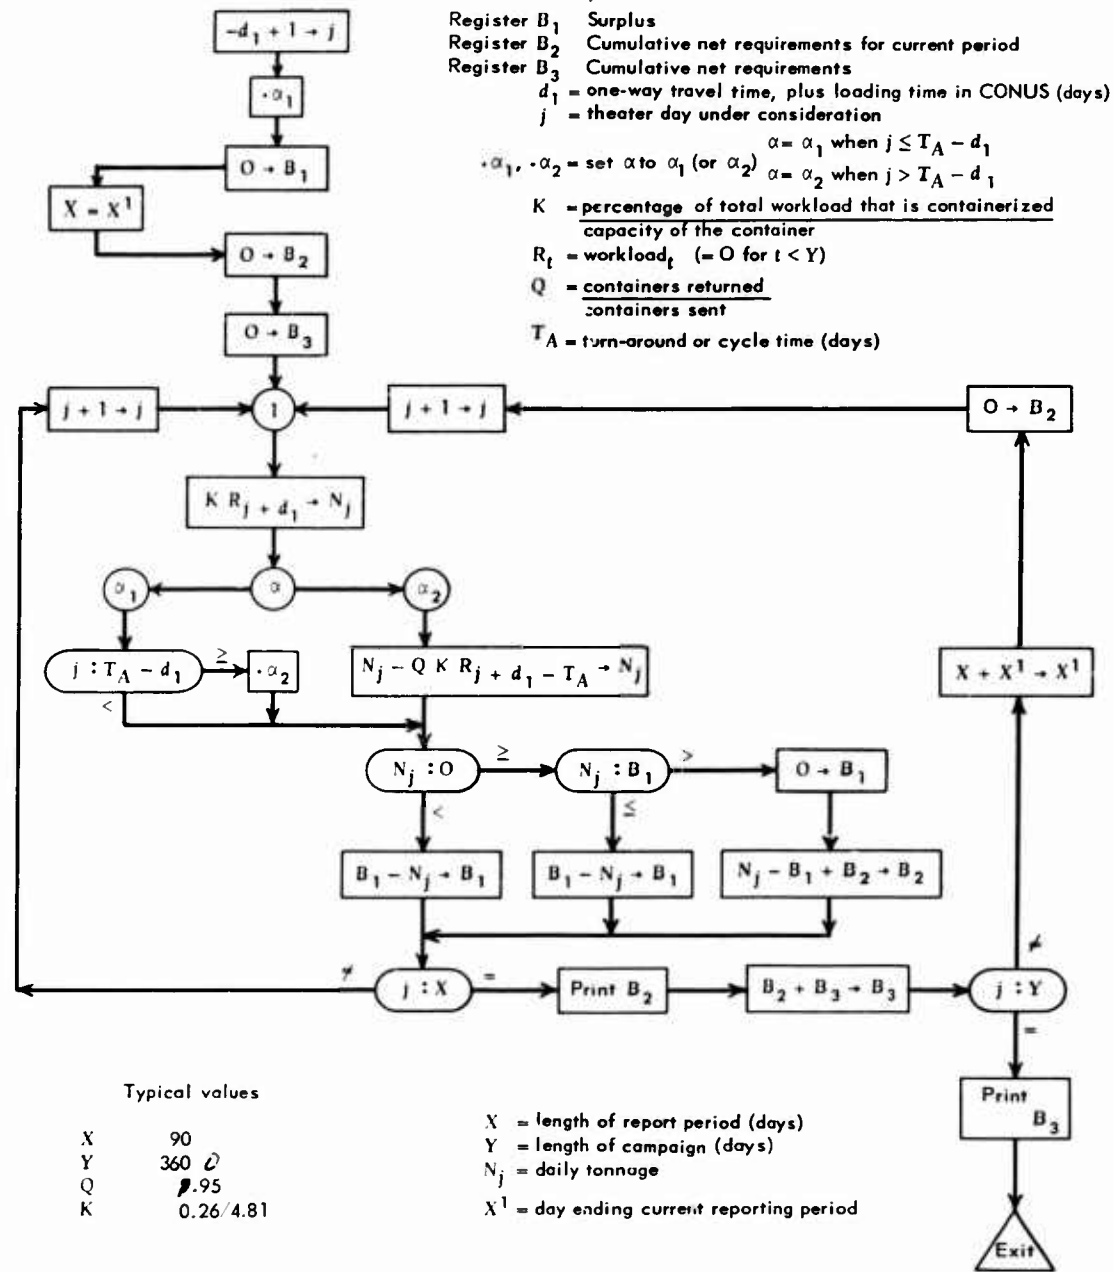 -d1 + 1 → j
· α1
O → B1
X = X1
O → B2
O → B3
Register B1 Surplus
Register B2 Cumulative net requirements for current period
Register B3 Cumulative net requirements
d1 = one-way travel time, plus loading time in CONUS (days)
j = theater day under consideration
· α1, · α2 = set α to α1 (or α2) α = α1 when j ≤ TA – d1
α = α2 when j > TA – d1
K = percentage of total workload that is containerized
capacity of the container
Rt = workloadt (= O for t < Y)
Q = containers returned
containers sent
TA = turn-around or cycle time (days)
j + 1 → j
1
j + 1 → j
O → B2
K Rj + d1 → Nj
α1
α
α2
j : TA – d1
≥
· α2
Nj – Q K Rj + d1 – TA → Nj
X + X1 → X1
<
Nj : O
≥
Nj : B1
>
O → B1
<
≤
B1 – Nj → B1
B1 – Nj → B1
Nj – B1 + B2 → B2
≠
≠
j : X
=
Print B2
B2 + B3 → B3
j : Y
=
Print
B3
Exit
Typical values
X 90
Y 360
Q .95
K 0.26/4.81
X = length of report period (days)
Y = length of campaign (days)
Nj = daily tonnage
X1 = day ending current reporting period